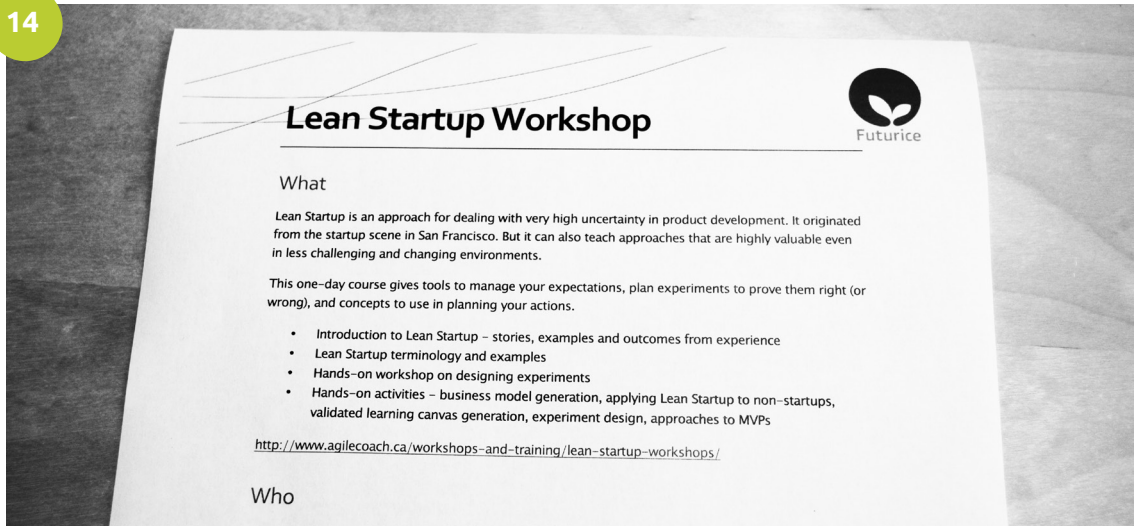 14
Lean Startup Workshop
Futurice
What
Lean Startup is an approach for dealing with very high uncertainty in product development. It originated
from the startup scene in San Francisco. But it can also teach approaches that are highly valuable even
in less challenging and changing environments.
This one-day course gives tools to manage your expectations, plan experiments to prove them right (or
wrong), and concepts to use in planning your actions.
• Introduction to Lean Startup – stories, examples and outcomes from experience
• Lean Startup terminology and examples
• Hands-on workshop on designing experiments
• Hands-on activities – business model generation, applying Lean Startup to non-startups,
validated learning canvas generation, experiment design, approaches to MVPs
http://www.agilecoach.ca/workshops-and-training/lean-startup-workshops/
Who